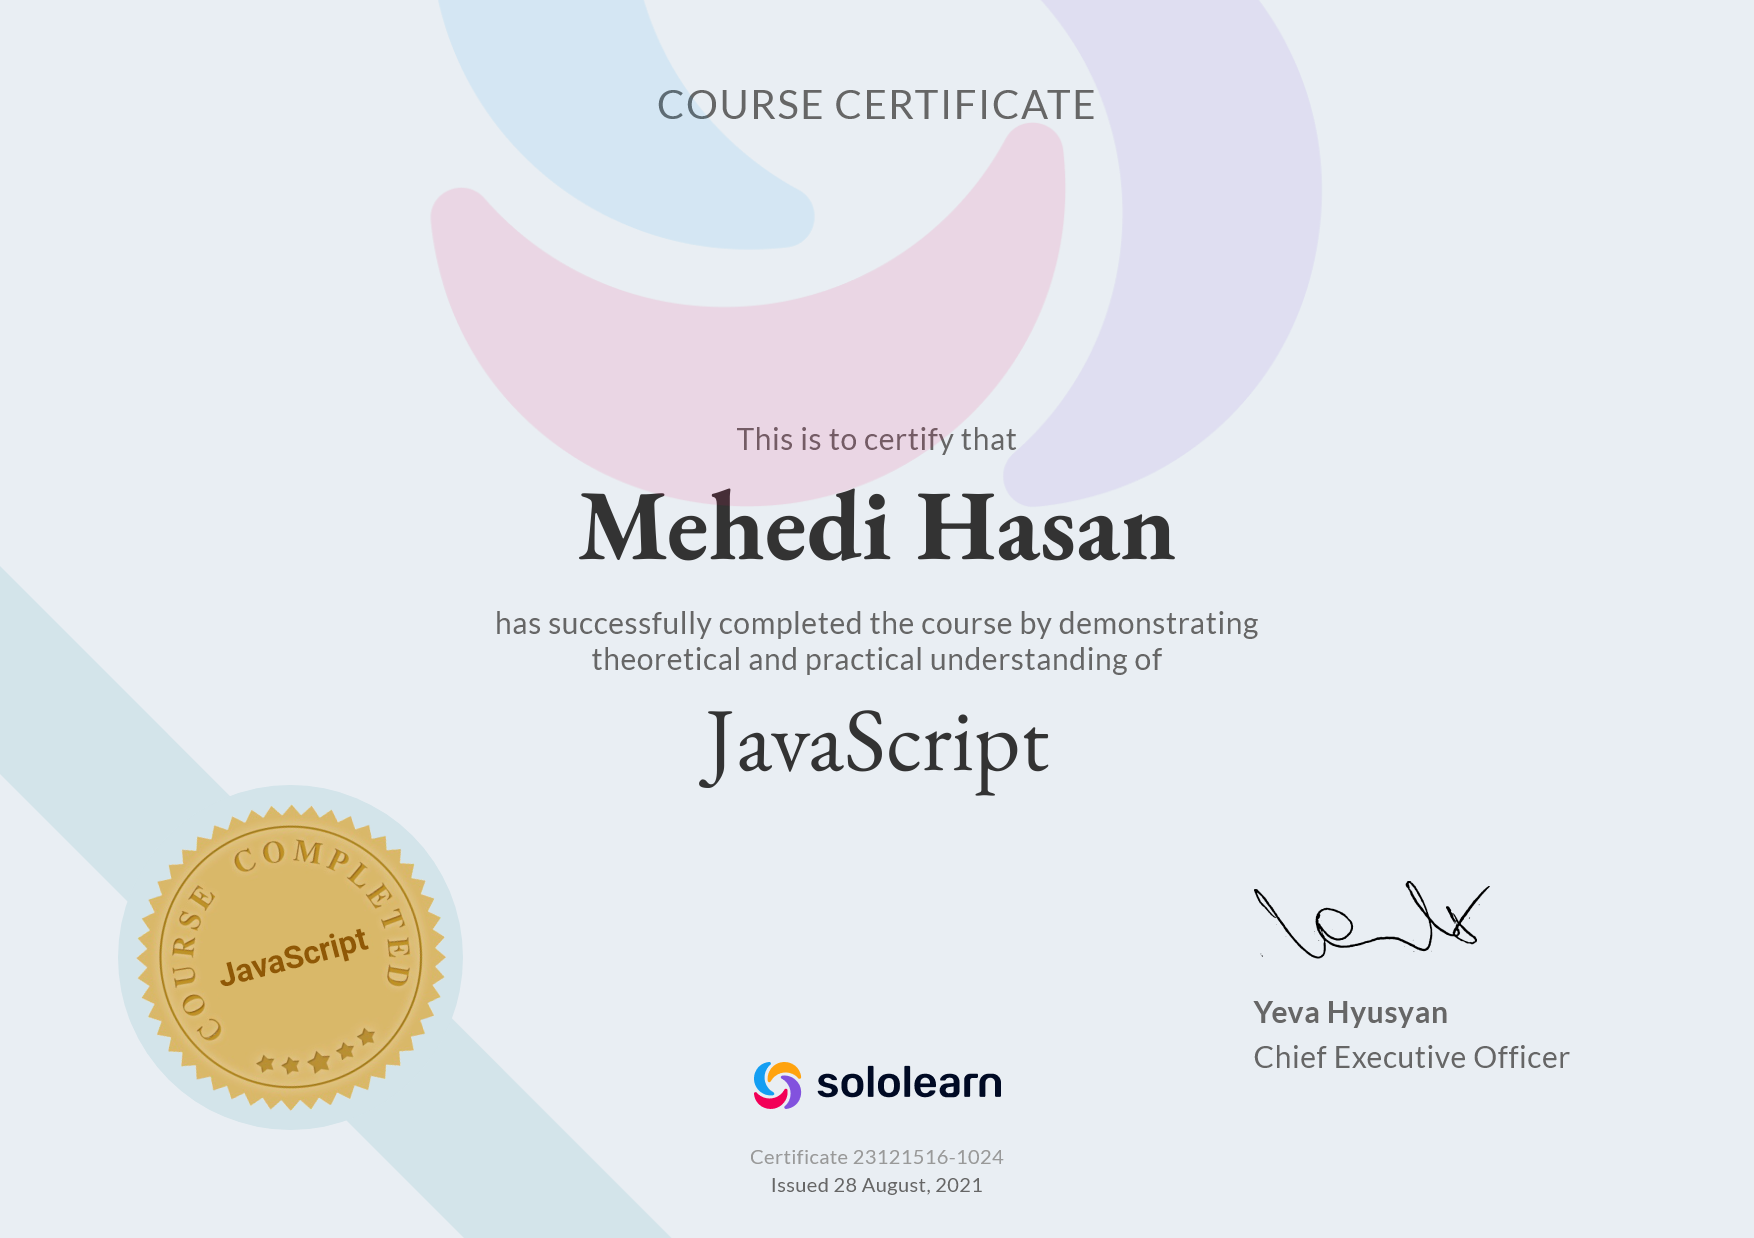 COURSE CERTIFICATE
This is to certify that
Mehedi Hasan
has successfully completed the course by demonstrating
theoretical and practical understanding of
JavaScript
COURSE COMPLETED
JavaScript
Yeva Hyusyan
Chief Executive Officer
sololearn
Certificate 23121516-1024
Issued 28 August, 2021